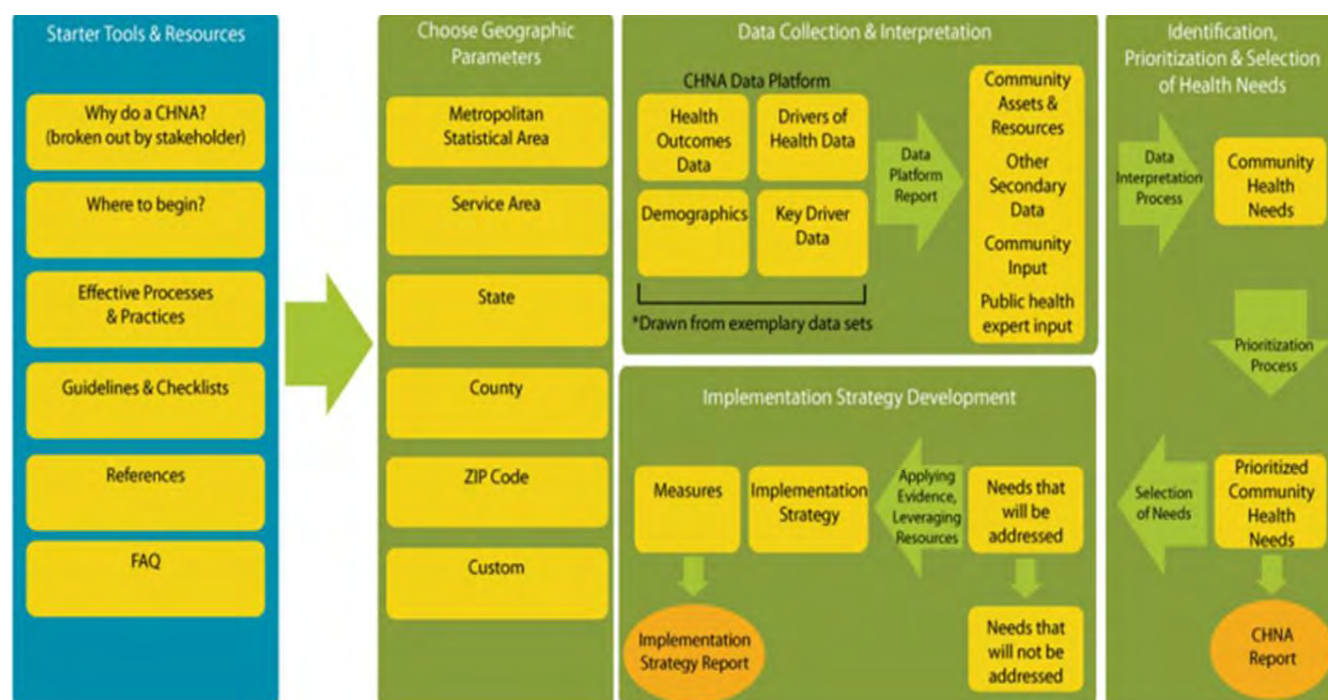 Starter Tools & Resources
Why do a CHNA?
(broken out by stakeholder)
Where to begin?
Effective Processes
& Practices
Guidelines & Checklists
References
FAQ
Choose Geographic
Parameters
Metropolitan
Statistical Area
Service Area
State
County
ZIP Code
Custom
Data Collection & Interpretation
CHNA Data Platform
Health
Outcomes
Data
Drivers of
Health Data
Demographics
Key Driver
Data
*Drawn from exemplary data sets
Data
Platform
Report
Community
Assets &
Resources
Other
Secondary
Data
Community
Input
Public health
expert input
Identification,
Prioritization & Selection
of Health Needs
Data
Interpretation
Process
Community
Health
Needs
Prioritization
Process
Prioritized
Community
Health
Needs
Selection
of Needs
CHNA
Report
Implementation Strategy Development
Needs that
will be
addressed
Needs that
will not be
addressed
Applying
Evidence,
Leveraging
Resources
Implementation
Strategy
Measures
Implementation
Strategy Report